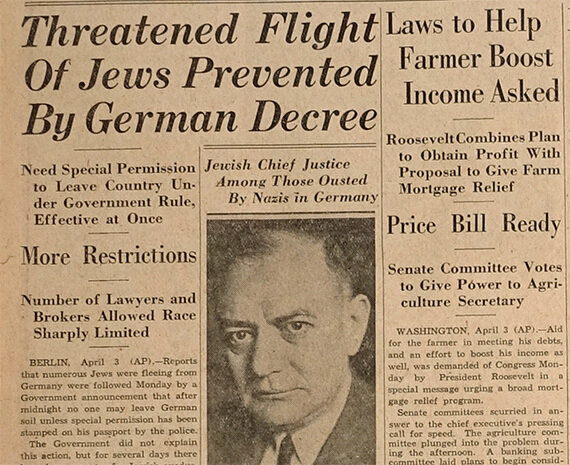 Threatened Flight
Of Jews Prevented
By German Decree
Need Special Permission
to Leave Country Un-
der Government Rule,
Effective at Once
More Restrictions
Number of Lawyers and
Brokers Allowed Race
Sharply Limited
BERLIN, April 3 (AP).—Reports
that numerous Jews were fleeing from
Germany were followed Monday by a
Government announcement that after
midnight no one may leave German
soil unless special permission has been
stamped on his passport by the police.
The Government did not explain
this action, but for several days there
Jewish Chief Justice
Among Those Ousted
By Nazis in Germany
Laws to Help
Farmer Boost
Income Asked
Roosevelt Combines Plan
to Obtain Profit With
Proposal to Give Farm
Mortgage Relief
Price Bill Ready
Senate Committee Votes
to Give Power to Agri-
culture Secretary
WASHINGTON, April 3 (AP).—Aid
for the farmer in meeting his debts,
and an effort to boost his income as
well, was demanded of Congress Mon-
day by President Roosevelt in a
special message urging a broad mort-
gage relief program.
Senate committees scurried in an-
swer to the chief executive's pressing
call for speed. The agriculture com-
mittee plunged into the problem dur-
ing the afternoon. A banking sub-
committee laid plans to begin consid-